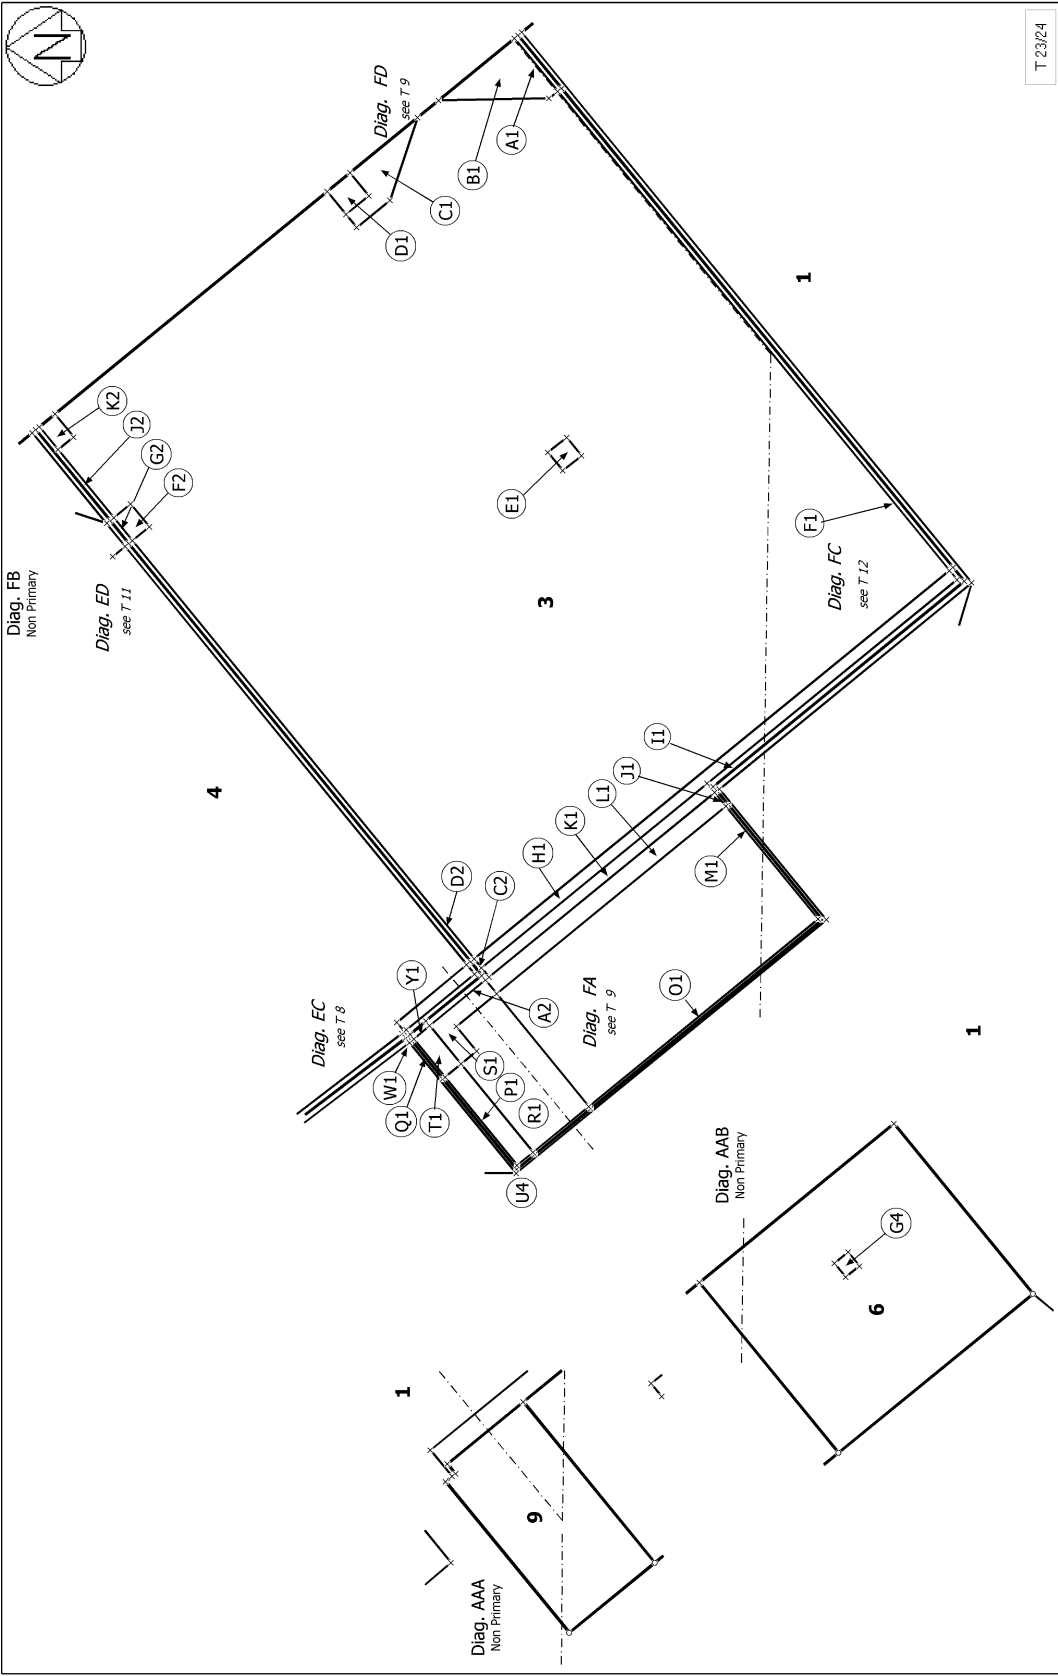 N
T 23/24
Diag. FB
Non Primary
Diag. ED
see T 11
Diag. FD
see T 9
K2
J2
G2
F2
D1
C1
B1
A1
E1
3
4
1
F1
Diag. FC
see T 12
I1
J1
L1
K1
H1
M1
D2
C2
Y1
A2
Diag. EC
see T 8
W1
Q1
T1
S1
P1
R1
U4
Diag. FA
see T 9
O1
1
Diag. AAB
Non Primary
G4
6
1
9
Diag. AAA
Non Primary